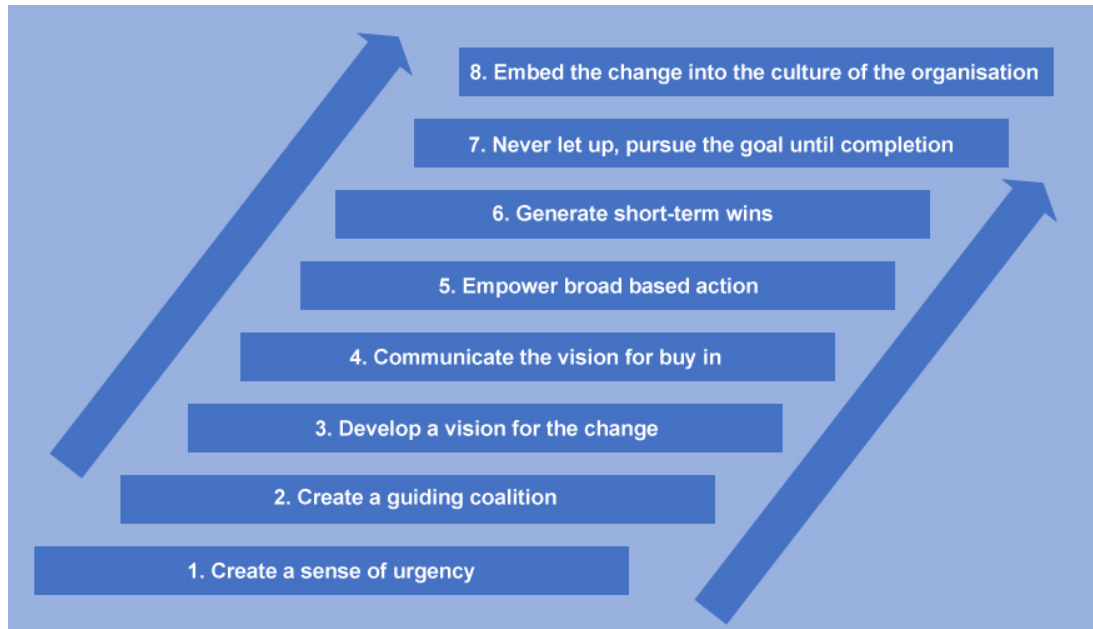 8. Embed the change into the culture of the organisation
7. Never let up, pursue the goal until completion
6. Generate short-term wins
5. Empower broad based action
4. Communicate the vision for buy in
3. Develop a vision for the change
2. Create a guiding coalition
1. Create a sense of urgency